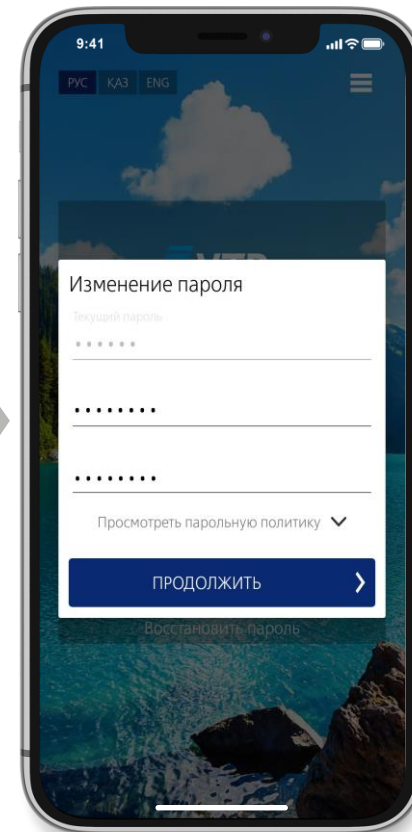 9:41
РУС ҚАЗ ENG
Изменение пароля
Текущий пароль
••••••
••••••••
••••••••
Просмотреть парольную политику
ПРОДОЛЖИТЬ
Восстановить пароль